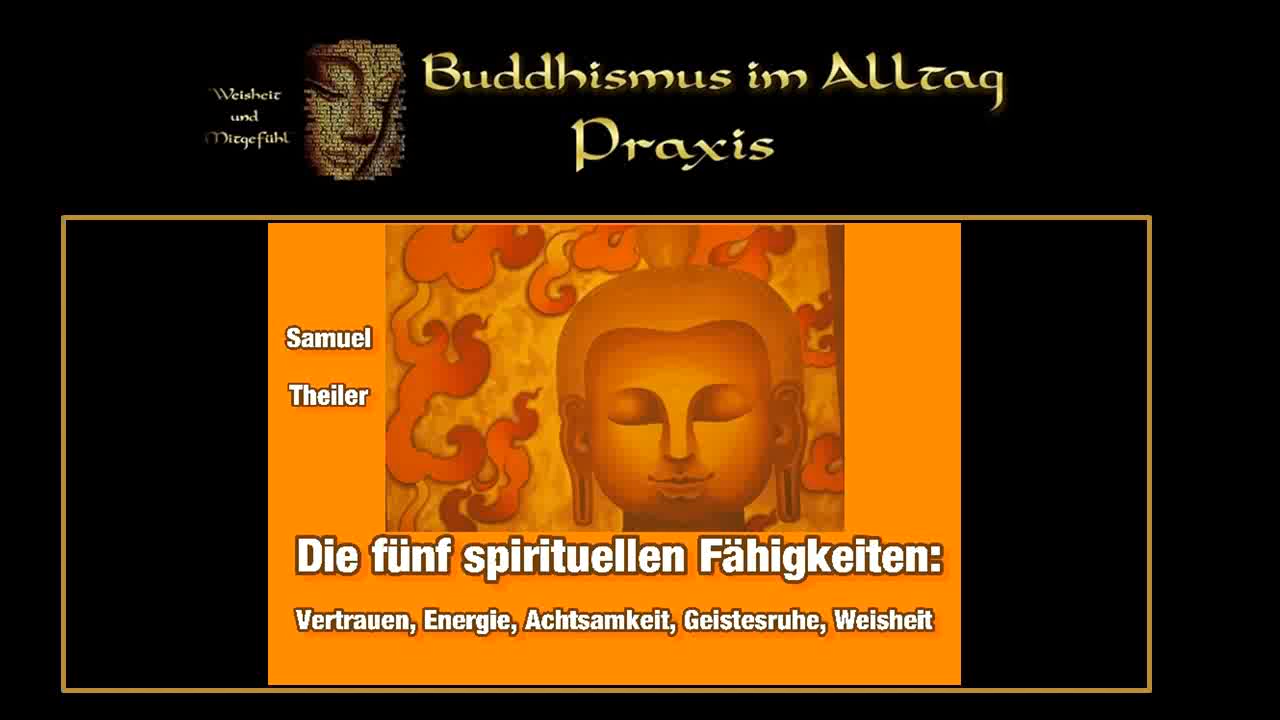 Weisheit
und
Mitgefühl
Buddhismus im Alltag
Praxis
Samuel
Theiler
Die fünf spirituellen Fähigkeiten:
Vertrauen, Energie, Achtsamkeit, Geistesruhe, Weisheit